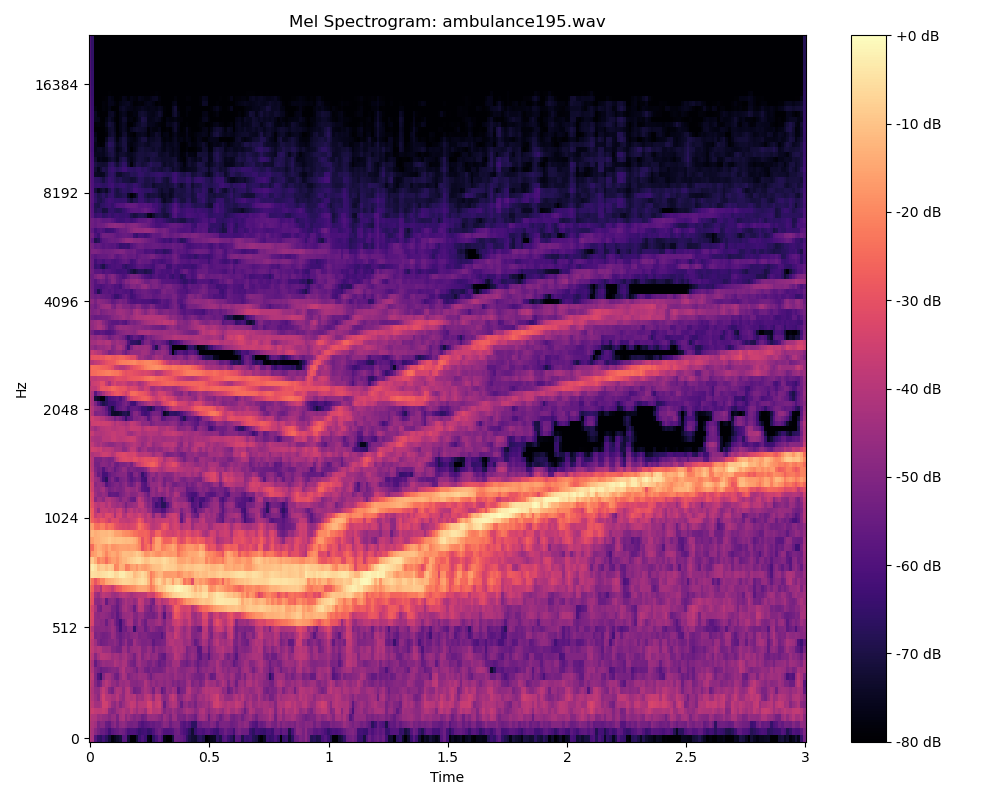 Mel Spectrogram: ambulance195.wav
+0 dB
16384
-10 dB
8192
-20 dB
4096
-30 dB
Hz
2048
-40 dB
-50 dB
1024
-60 dB
512
-70 dB
0
-80 dB
0 0.5 1 1.5 2 2.5 3
Time